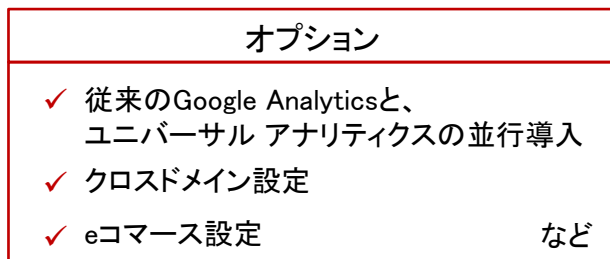 オプション
✓ 従来のGoogle Analyticsと、
ユニバーサル アナリティクスの並行導入
✓ クロスドメイン設定
✓ eコマース設定 など